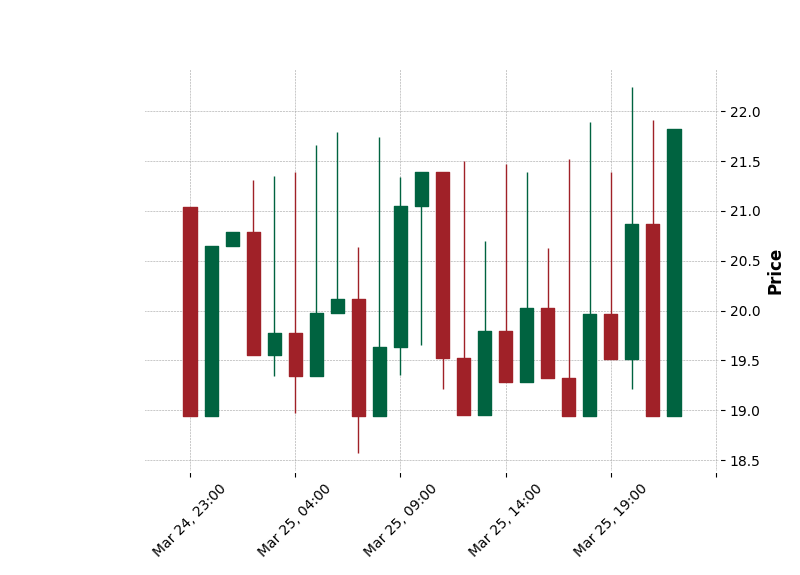 22.0
21.5
21.0
20.5
20.0
19.5
19.0
18.5
Price
Mar 24, 23:00
Mar 25, 04:00
Mar 25, 09:00
Mar 25, 14:00
Mar 25, 19:00